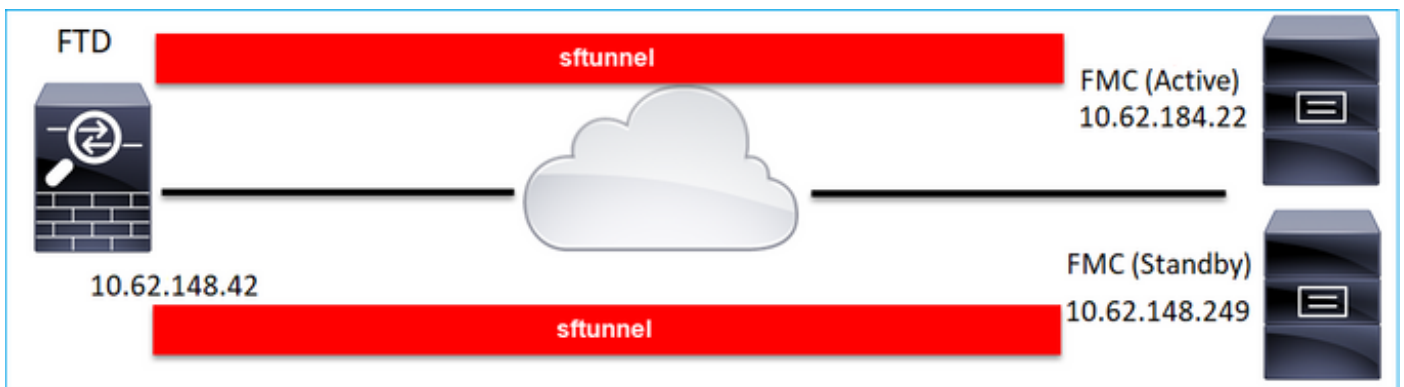 FTD
sftunnel
FMC (Active)
10.62.184.22
10.62.148.42
FMC (Standby)
10.62.148.249
sftunnel